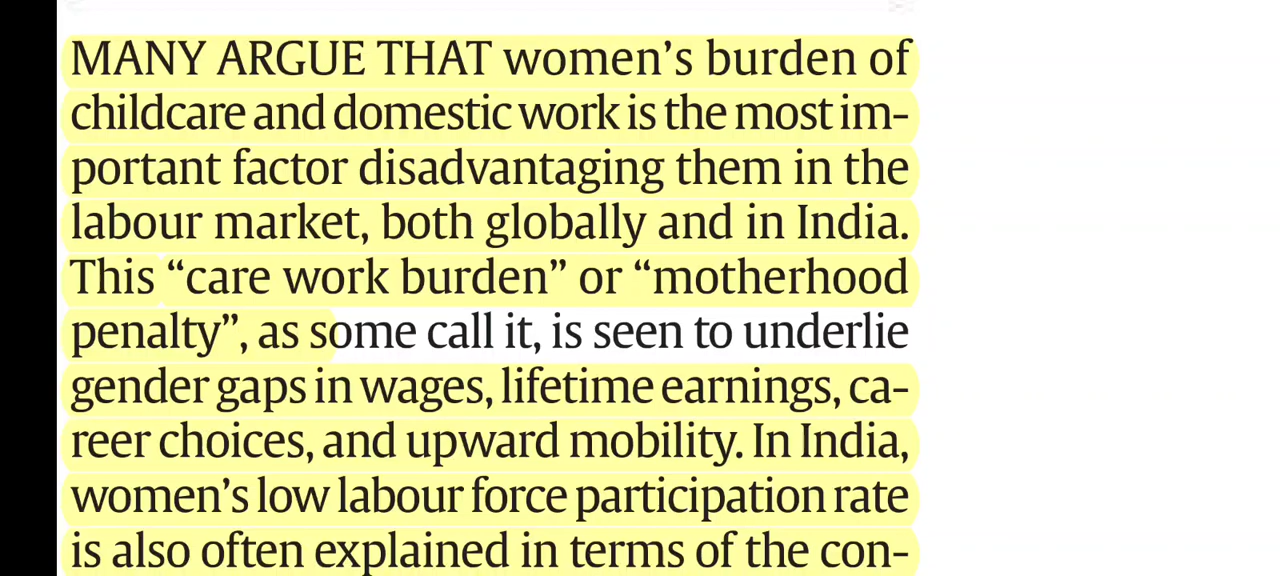 MANY ARGUE THAT women’s burden of
childcare and domestic work is the most im-
portant factor disadvantaging them in the
labour market, both globally and in India.
This “care work burden” or “motherhood
penalty”, as some call it, is seen to underlie
gender gaps in wages, lifetime earnings, ca-
reer choices, and upward mobility. In India,
women’s low labour force participation rate
is also often explained in terms of the con-